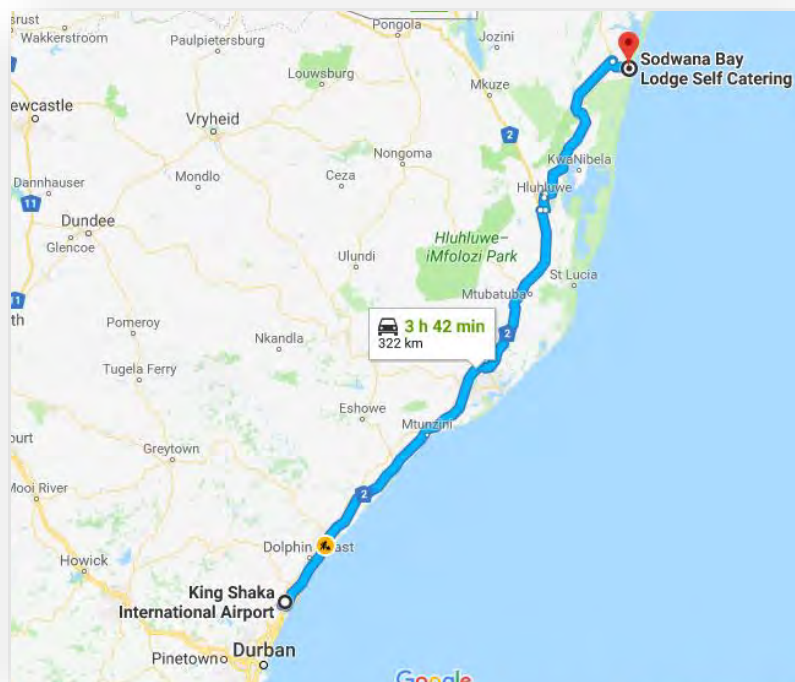 usrust
Wakkerstroom
Paulpietersburg
Pongola
Jozini
Louwsburg
Mkuze
Sodwana Bay
Lodge Self Catering
ewcastle
Vryheid
2
Nongoma
KwaNibela
Dannhauser
Mondlo
Ceza
Hluhluwe
11
Dundee
Glencoe
Ulundi
Hluhluwe–
iMfolozi Park
St Lucia
Mtubatuba
11
th
Pomeroy
Nkandla
3 h 42 min
322 km
2
Tugela Ferry
Eshowe
Mtunzini
ourt
Greytown
Mooi River
2
Dolphin
ast
Howick
King Shaka
International Airport
Durban
Pinetown
Google